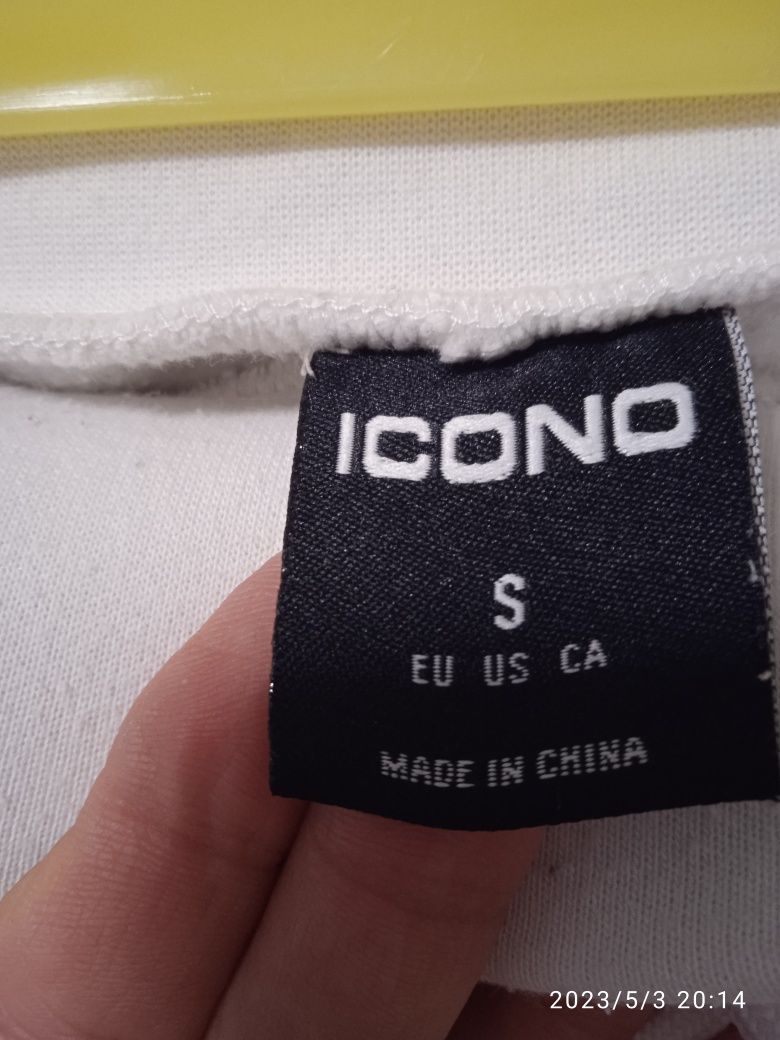 ICONO
S
EU US CA
MADE IN CHINA
2023/5/3 20:14